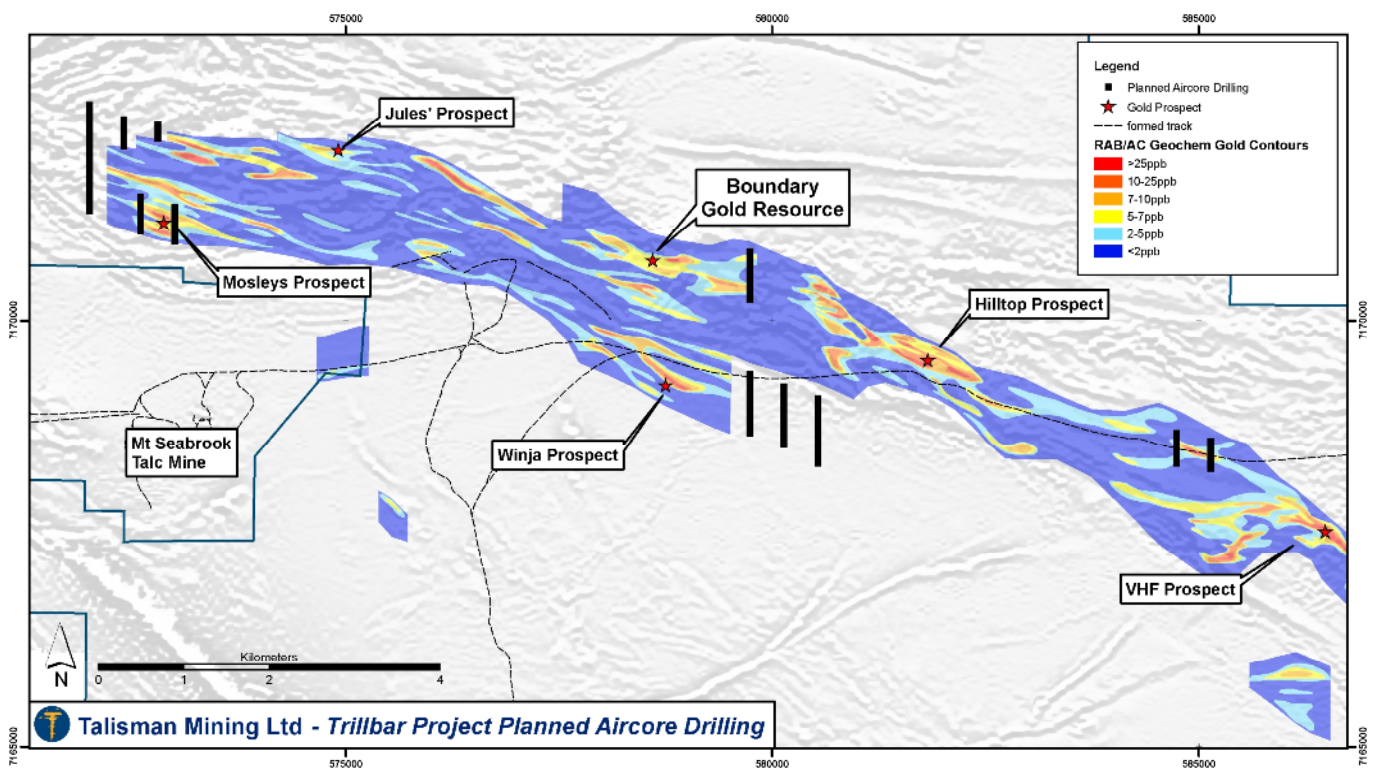 575000
580000
585000
Legend
Planned Aircore Drilling
Gold Prospect
formed track
RAB/AC Geochem Gold Contours
>25ppb
10-25ppb
7-10ppb
5-7ppb
2-5ppb
<2ppb
Jules' Prospect
Boundary
Gold Resource
Mosleys Prospect
Hilltop Prospect
7170000
7170000
Mt Seabrook
Talc Mine
Winja Prospect
VHF Prospect
N
Kilometers
0 1 2 4
Talisman Mining Ltd - Trillbar Project Planned Aircore Drilling
7165000
7165000
575000
580000
585000